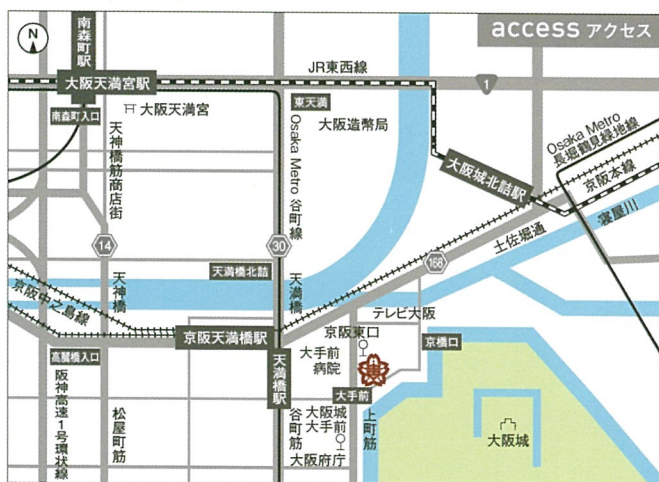 access アクセス
N
南森町駅
JR東西線
1
大阪天満宮駅
南森町入口
大阪天満宮
東天満
大阪造幣局
天神橋筋商店街
Osaka Metro 谷町線
大阪城北詰駅
Osaka Metro
長堀鶴見緑地線
京阪本線
寝屋川
土佐堀通
14
30
168
天満橋北詰
天神橋
天満橋
京阪中之島線
テレビ大阪
京阪天満橋駅
京阪東口
京橋口
高麗橋入口
天満橋駅
大手前
病院
大手前
阪神高速1号環状線
松屋町筋
谷町筋
大阪城
大手前
上町筋
大阪府庁
大阪城